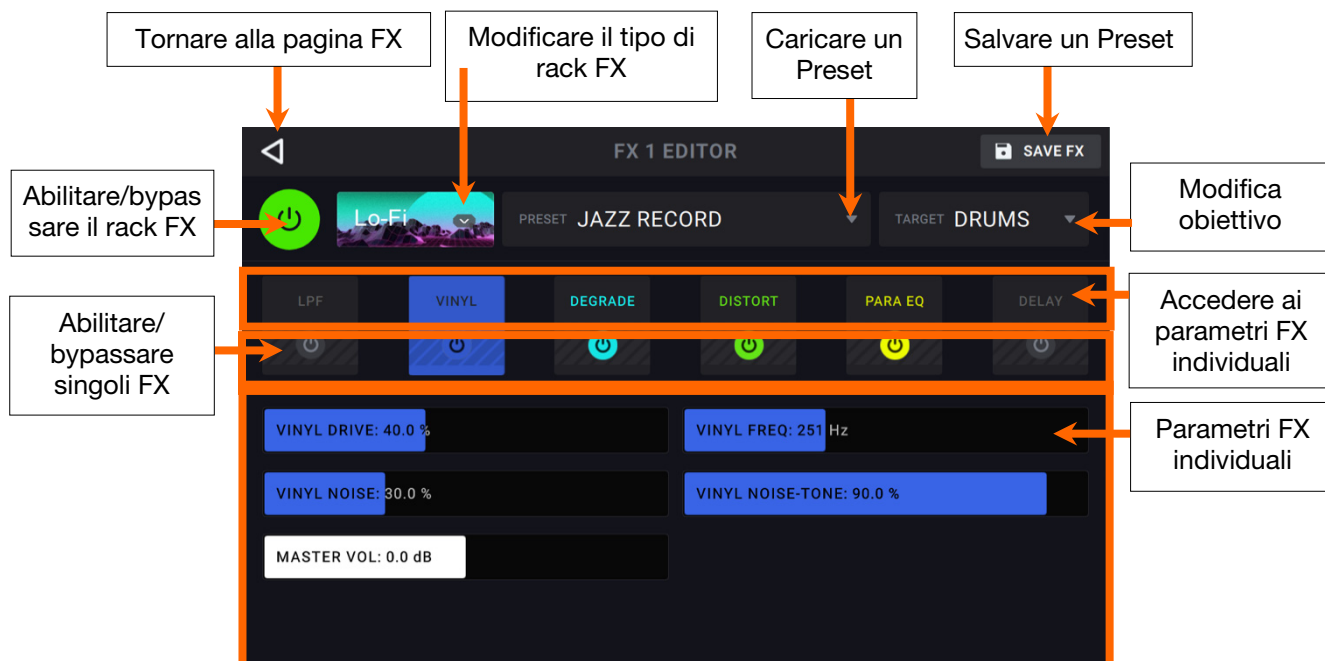 Tornare alla pagina FX
Modificare il tipo di
rack FX
Caricare un
Preset
Salvare un Preset
FX 1 EDITOR
SAVE FX
Abilitare/bypas
sare il rack FX
Lo-Fi
PRESET JAZZ RECORD
TARGET DRUMS
Modifica
obiettivo
LPF
VINYL
DEGRADE
DISTORT
PARA EQ
DELAY
Accedere ai
parametri FX
individuali
Abilitare/
bypassare
singoli FX
VINYL DRIVE: 40.0 %
VINYL FREQ: 251 Hz
Parametri FX
individuali
VINYL NOISE: 30.0 %
VINYL NOISE-TONE: 90.0 %
MASTER VOL: 0.0 dB